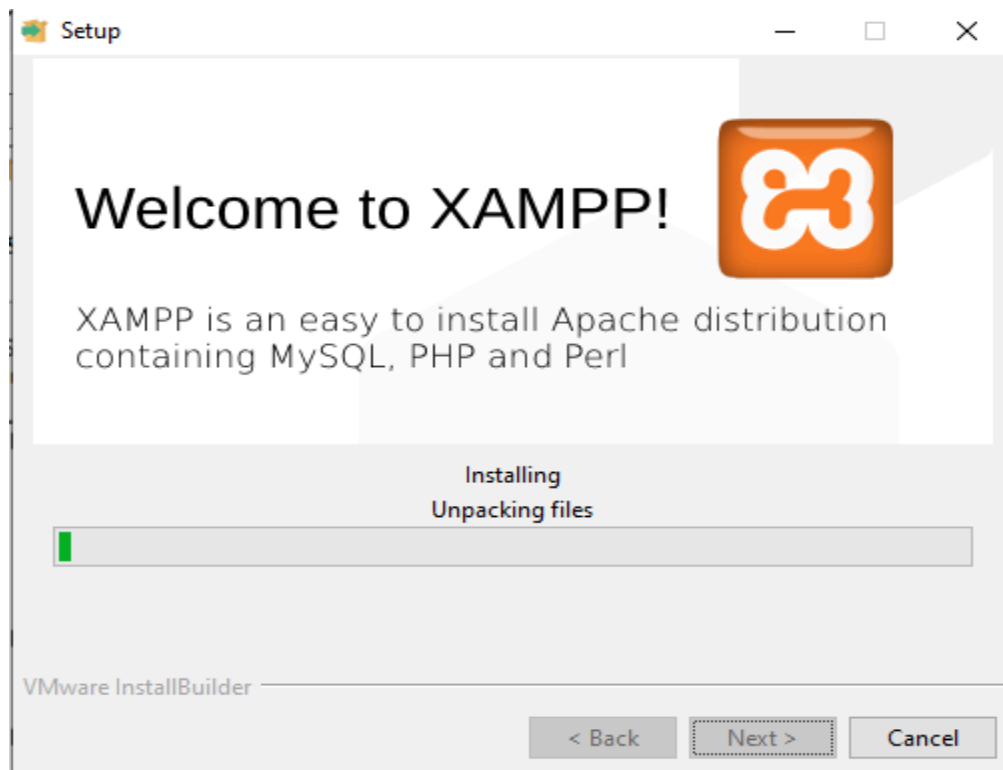 Setup
Welcome to XAMPP!
XAMPP is an easy to install Apache distribution
containing MySQL, PHP and Perl
Installing
Unpacking files
VMware InstallBuilder
< Back
Next >
Cancel